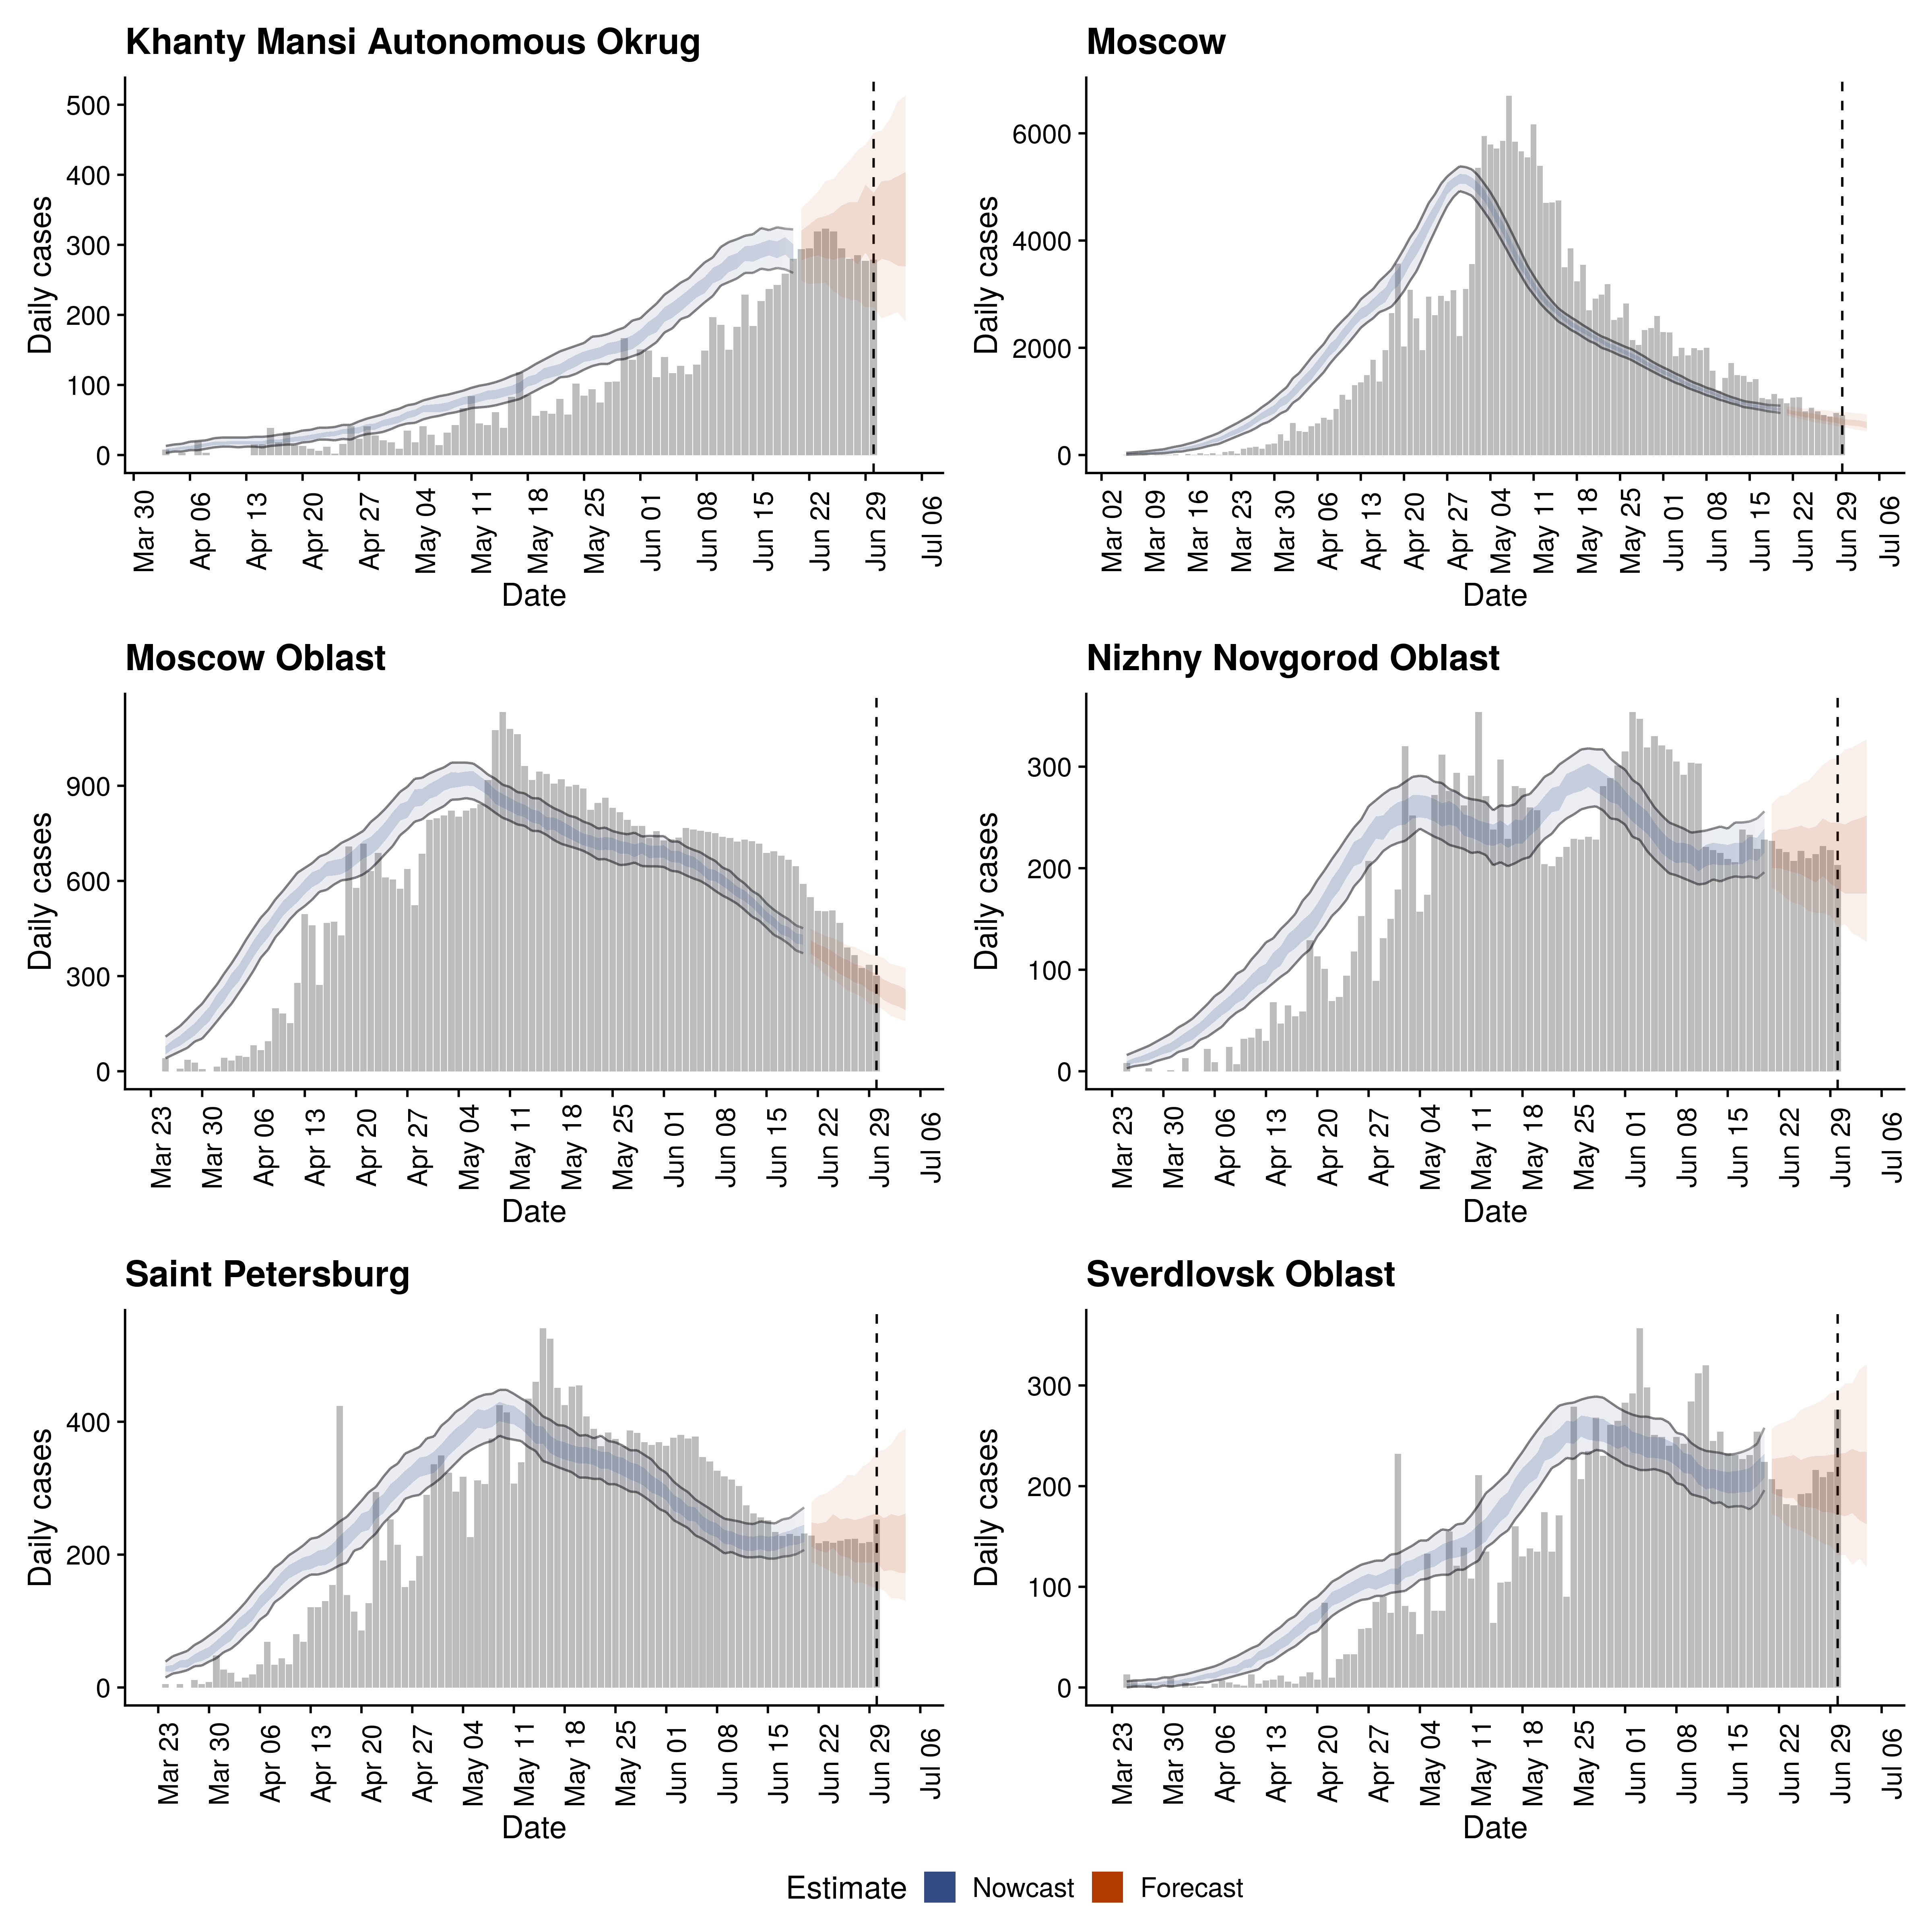 Khanty Mansi Autonomous Okrug
Daily cases
500
400
300
200
100
0
Mar 30
Apr 06
Apr 13
Apr 20
Apr 27
May 04
May 11
May 18
May 25
Jun 01
Jun 08
Jun 15
Jun 22
Jun 29
Jul 06
Date
Moscow
Daily cases
6000
4000
2000
0
Mar 02
Mar 09
Mar 16
Mar 23
Mar 30
Apr 06
Apr 13
Apr 20
Apr 27
May 04
May 11
May 18
May 25
Jun 01
Jun 08
Jun 15
Jun 22
Jun 29
Jul 06
Date
Moscow Oblast
Daily cases
900
600
300
0
Mar 23
Mar 30
Apr 06
Apr 13
Apr 20
Apr 27
May 04
May 11
May 18
May 25
Jun 01
Jun 08
Jun 15
Jun 22
Jun 29
Jul 06
Date
Nizhny Novgorod Oblast
Daily cases
300
200
100
0
Mar 23
Mar 30
Apr 06
Apr 13
Apr 20
Apr 27
May 04
May 11
May 18
May 25
Jun 01
Jun 08
Jun 15
Jun 22
Jun 29
Jul 06
Date
Saint Petersburg
Daily cases
400
200
0
Mar 23
Mar 30
Apr 06
Apr 13
Apr 20
Apr 27
May 04
May 11
May 18
May 25
Jun 01
Jun 08
Jun 15
Jun 22
Jun 29
Jul 06
Date
Sverdlovsk Oblast
Daily cases
300
200
100
0
Mar 23
Mar 30
Apr 06
Apr 13
Apr 20
Apr 27
May 04
May 11
May 18
May 25
Jun 01
Jun 08
Jun 15
Jun 22
Jun 29
Jul 06
Date
Estimate Nowcast Forecast